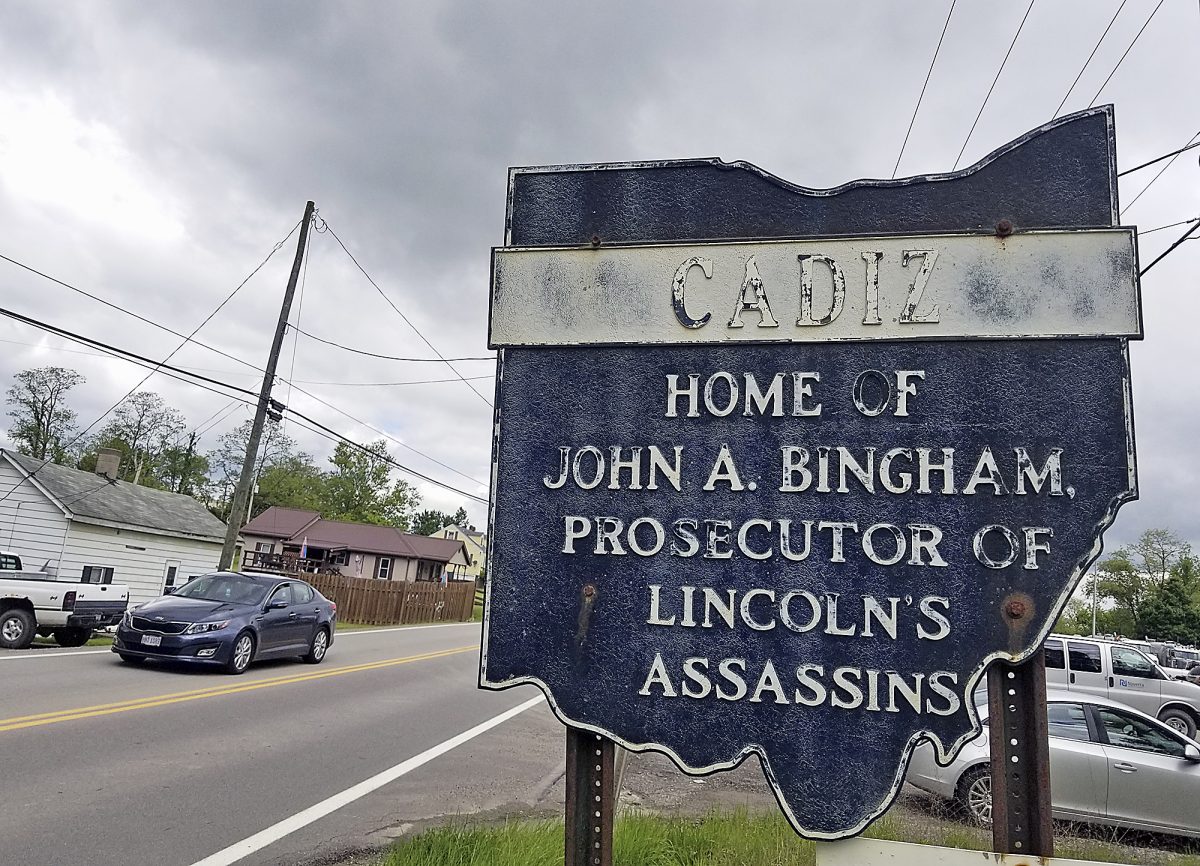 CADIZ
HOME OF
JOHN A. BINGHAM,
PROSECUTOR OF
LINCOLN'S
ASSASSINS